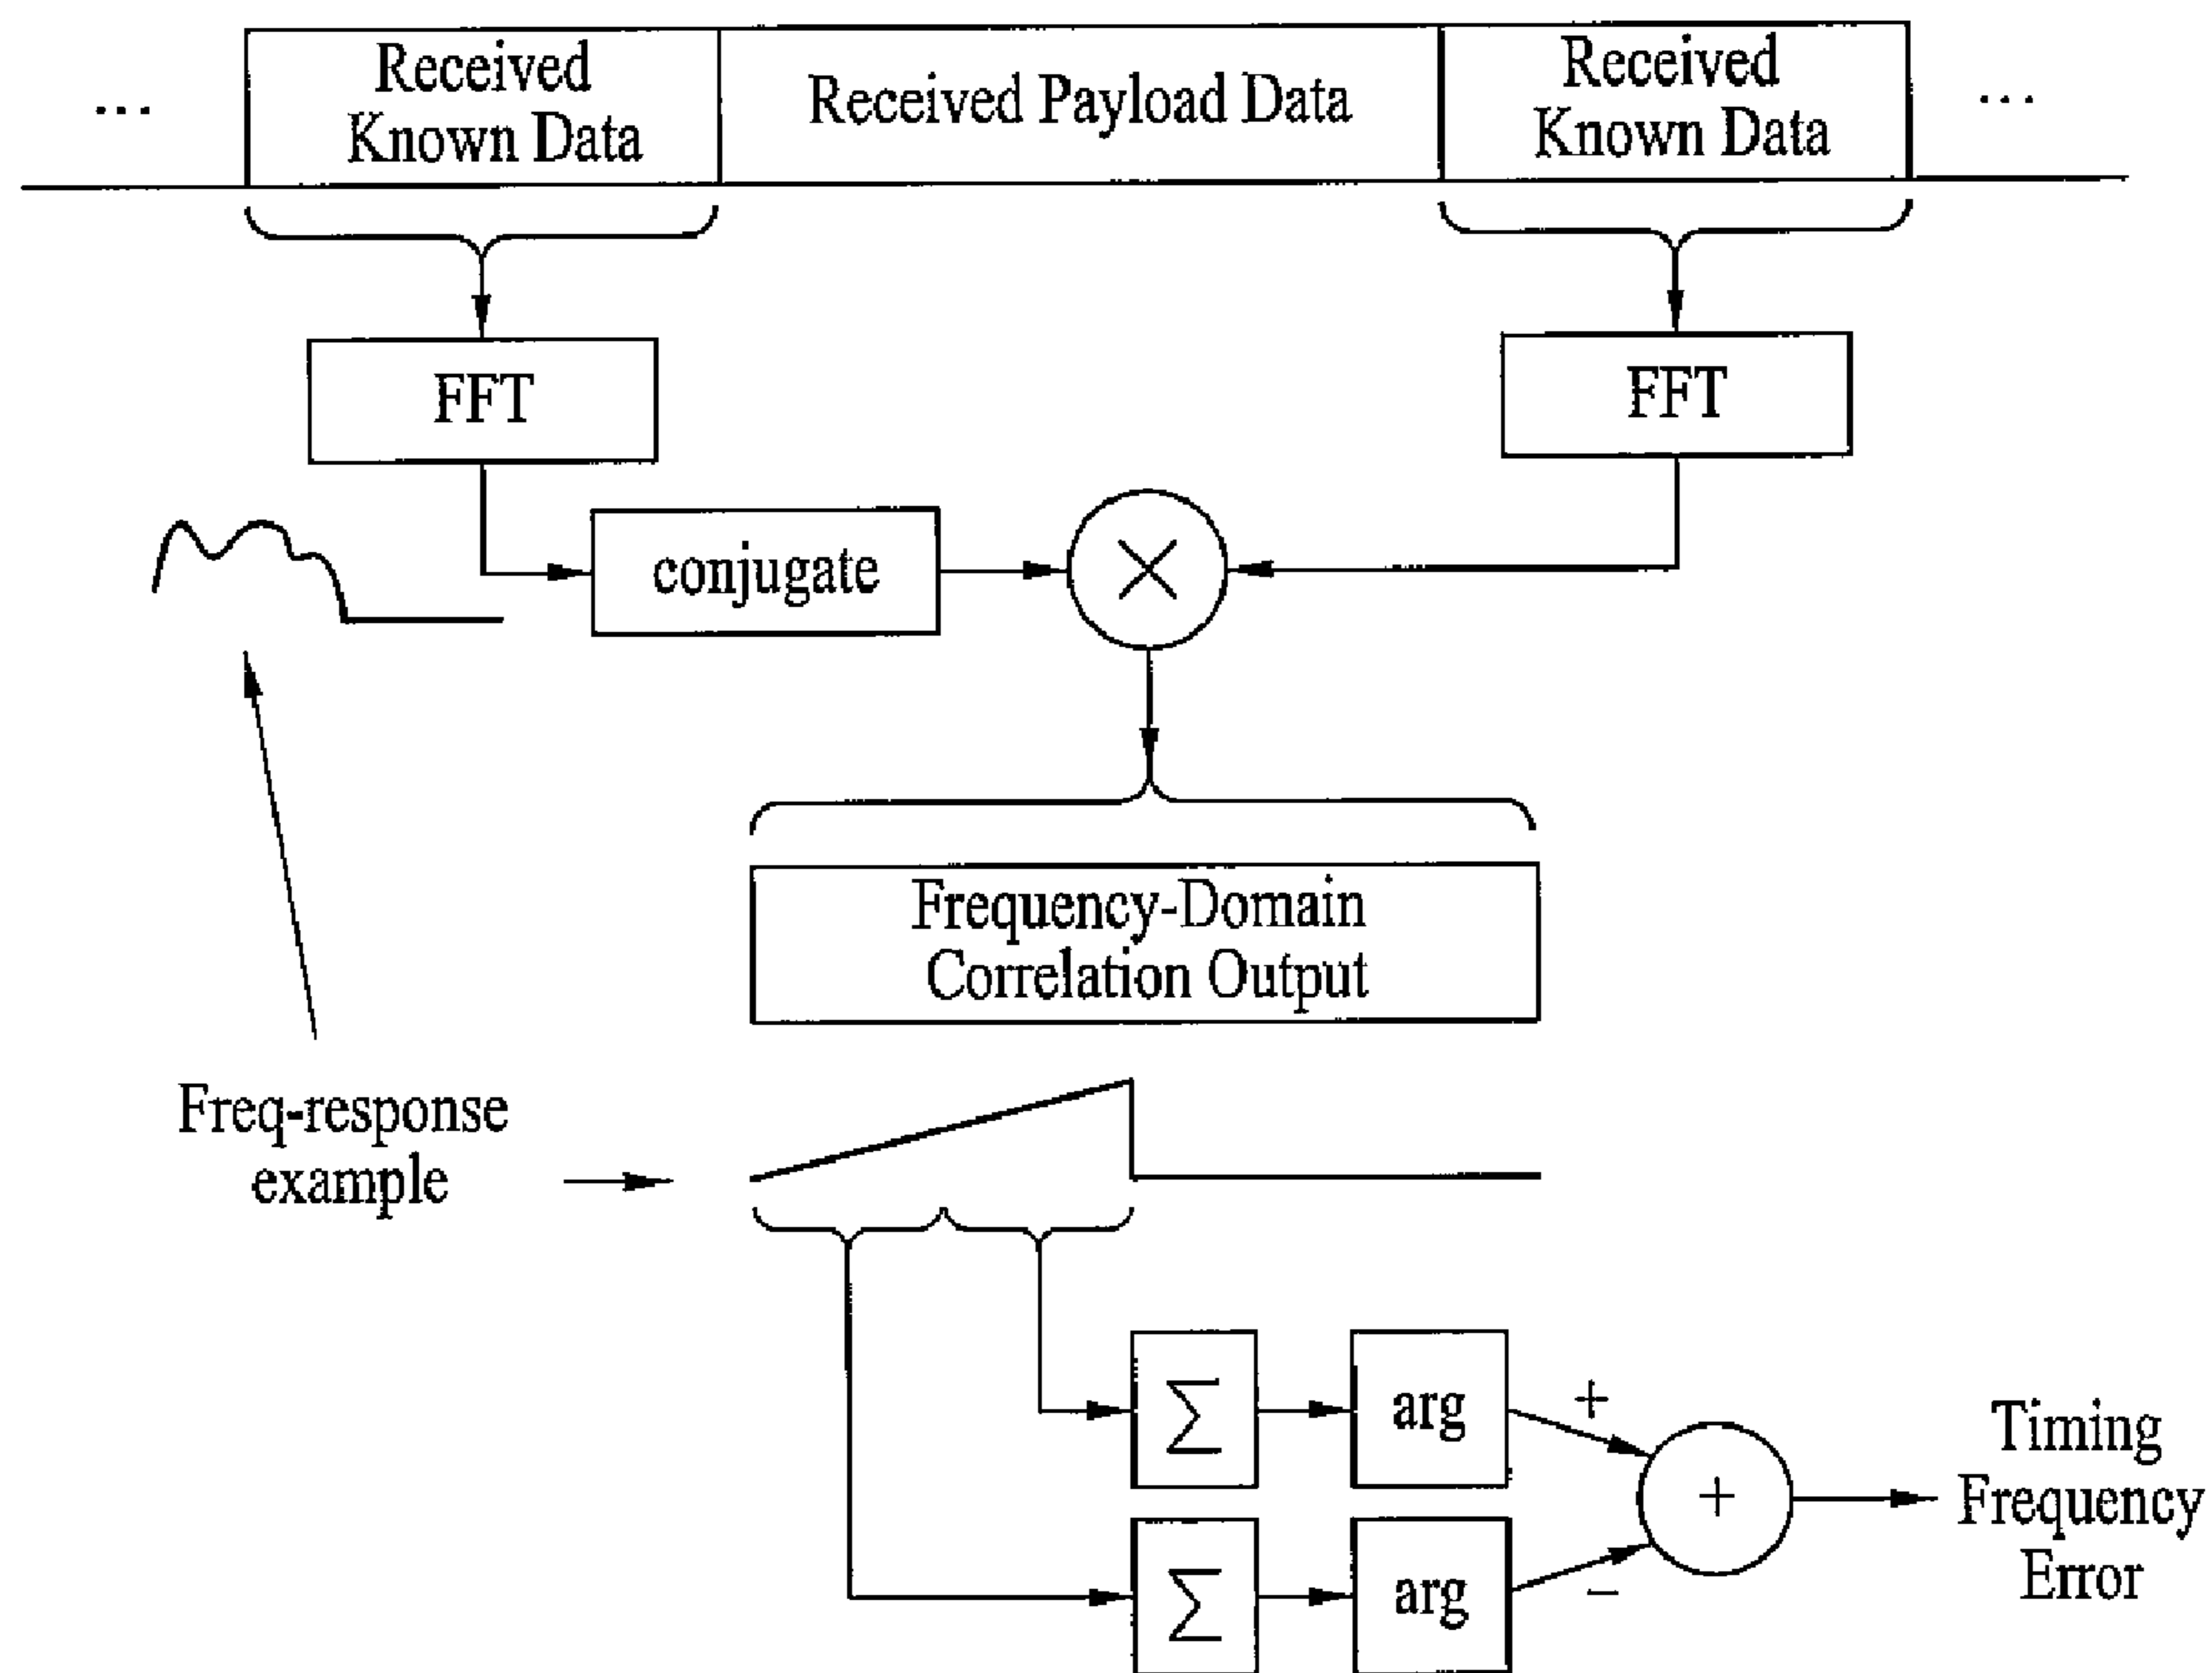 ...
Received
Known Data
Received Payload Data
Received
Known Data
...
FFT
FFT
conjugate
×
Frequency-Domain
Correlation Output
Freq-response
example
∑
arg
+
∑
arg
−
+
Timing
Frequency
Error